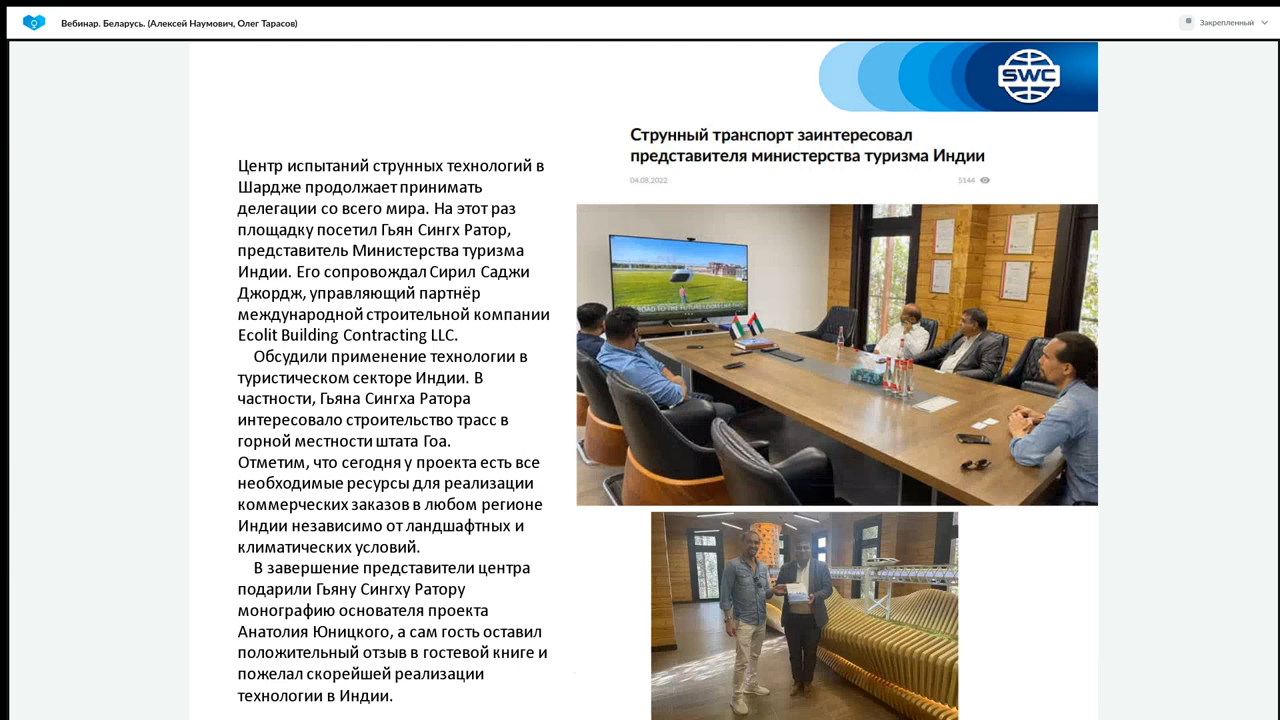 Вебинар. Беларусь. (Алексей Наумович, Олег Тарасов)
Закрепленный
SWC
Струнный транспорт заинтересовал
представителя министерства туризма Индии
04.08.2022
5144
Центр испытаний струнных технологий в
Шардже продолжает принимать
делегации со всего мира. На этот раз
площадку посетил Гьян Сингх Ратор,
представитель Министерства туризма
Индии. Его сопровождал Сирил Саджи
Джордж, управляющий партнёр
международной строительной компании
Ecolit Building Contracting LLC.
Обсудили применение технологии в
туристическом секторе Индии. В
частности, Гьяна Сингха Ратора
интересовало строительство трасс в
горной местности штата Гоа.
Отметим, что сегодня у проекта есть все
необходимые ресурсы для реализации
коммерческих заказов в любом регионе
Индии независимо от ландшафтных и
климатических условий.
В завершение представители центра
подарили Гьяну Сингху Ратору
монографию основателя проекта
Анатолия Юницкого, а сам гость оставил
положительный отзыв в гостевой книге и
пожелал скорейшей реализации
технологии в Индии.